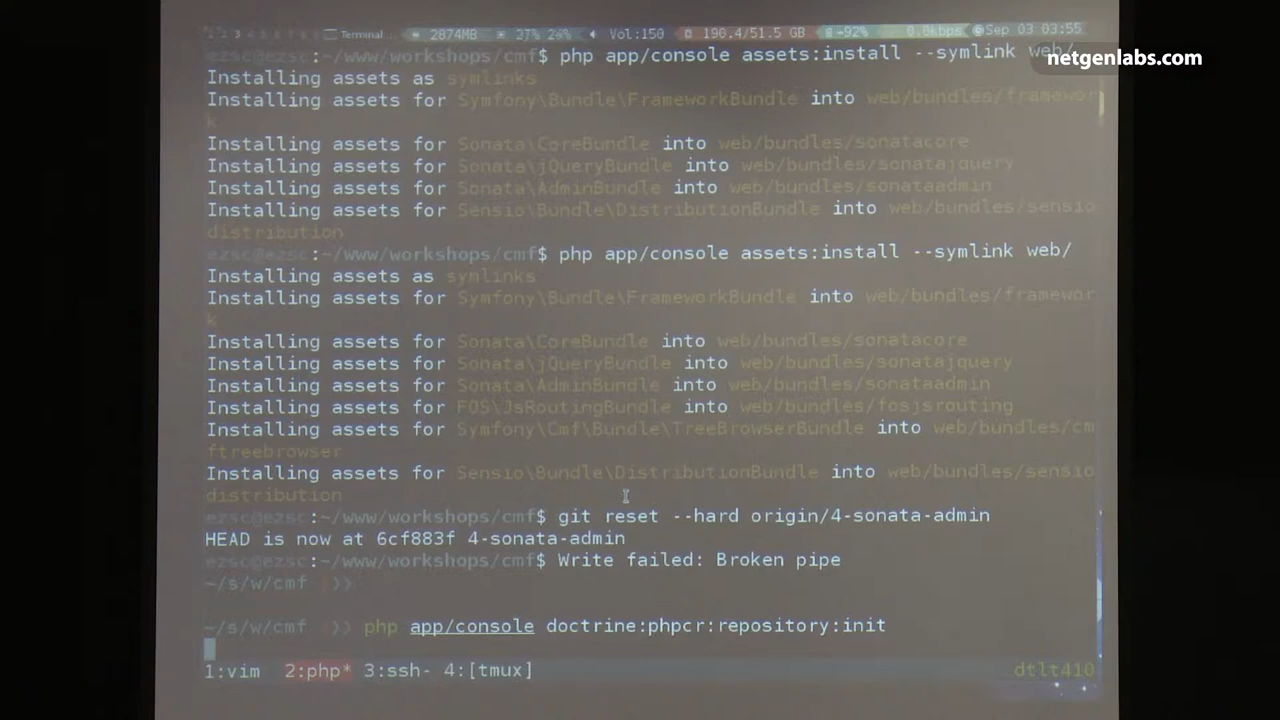 1 2 3 Terminal... 2874MB 27% 26% Vol:150 190.4/51.5 GB ~92% 0.0kbps Sep 03 03:55
netgenlabs.com
ezsc@ezsc:~/www/workshops/cmf$ php app/console assets:install --symlink web/
Installing assets as symlinks
Installing assets for Symfony\Bundle\FrameworkBundle into web/bundles/framewor
k
Installing assets for Sonata\CoreBundle into web/bundles/sonatacore
Installing assets for Sonata\jQueryBundle into web/bundles/sonatajquery
Installing assets for Sonata\AdminBundle into web/bundles/sonataadmin
Installing assets for Sensio\Bundle\DistributionBundle into web/bundles/sensio
distribution
ezsc@ezsc:~/www/workshops/cmf$ php app/console assets:install --symlink web/
Installing assets as symlinks
Installing assets for Symfony\Bundle\FrameworkBundle into web/bundles/framewor
k
Installing assets for Sonata\CoreBundle into web/bundles/sonatacore
Installing assets for Sonata\jQueryBundle into web/bundles/sonatajquery
Installing assets for Sonata\AdminBundle into web/bundles/sonataadmin
Installing assets for FOS\JsRoutingBundle into web/bundles/fosjsrouting
Installing assets for Symfony\Cmf\Bundle\TreeBrowserBundle into web/bundles/cm
ftreebrowser
Installing assets for Sensio\Bundle\DistributionBundle into web/bundles/sensio
distribution
ezsc@ezsc:~/www/workshops/cmf$ git reset --hard origin/4-sonata-admin
HEAD is now at 6cf883f 4-sonata-admin
ezsc@ezsc:~/www/workshops/cmf$ Write failed: Broken pipe
~/s/w/cmf ❭❭
~/s/w/cmf ❭❭ php app/console doctrine:phpcr:repository:init
1:vim 2:php* 3:ssh- 4:[tmux] dtlt410